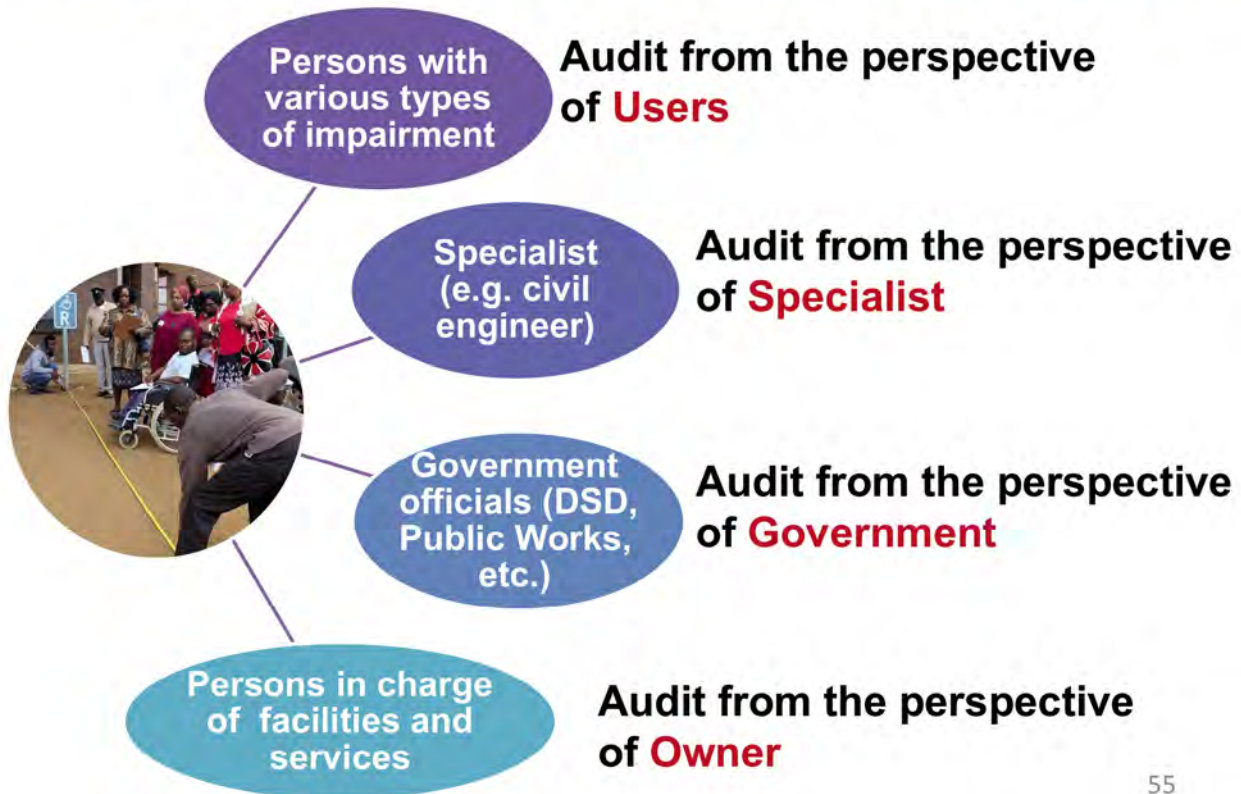 Persons with
various types
of impairment
Audit from the perspective
of Users
Specialist
(e.g. civil
engineer)
Audit from the perspective
of Specialist
R
Government
officials (DSD,
Public Works,
etc.)
Audit from the perspective
of Government
Persons in charge
of facilities and
services
Audit from the perspective
of Owner
55